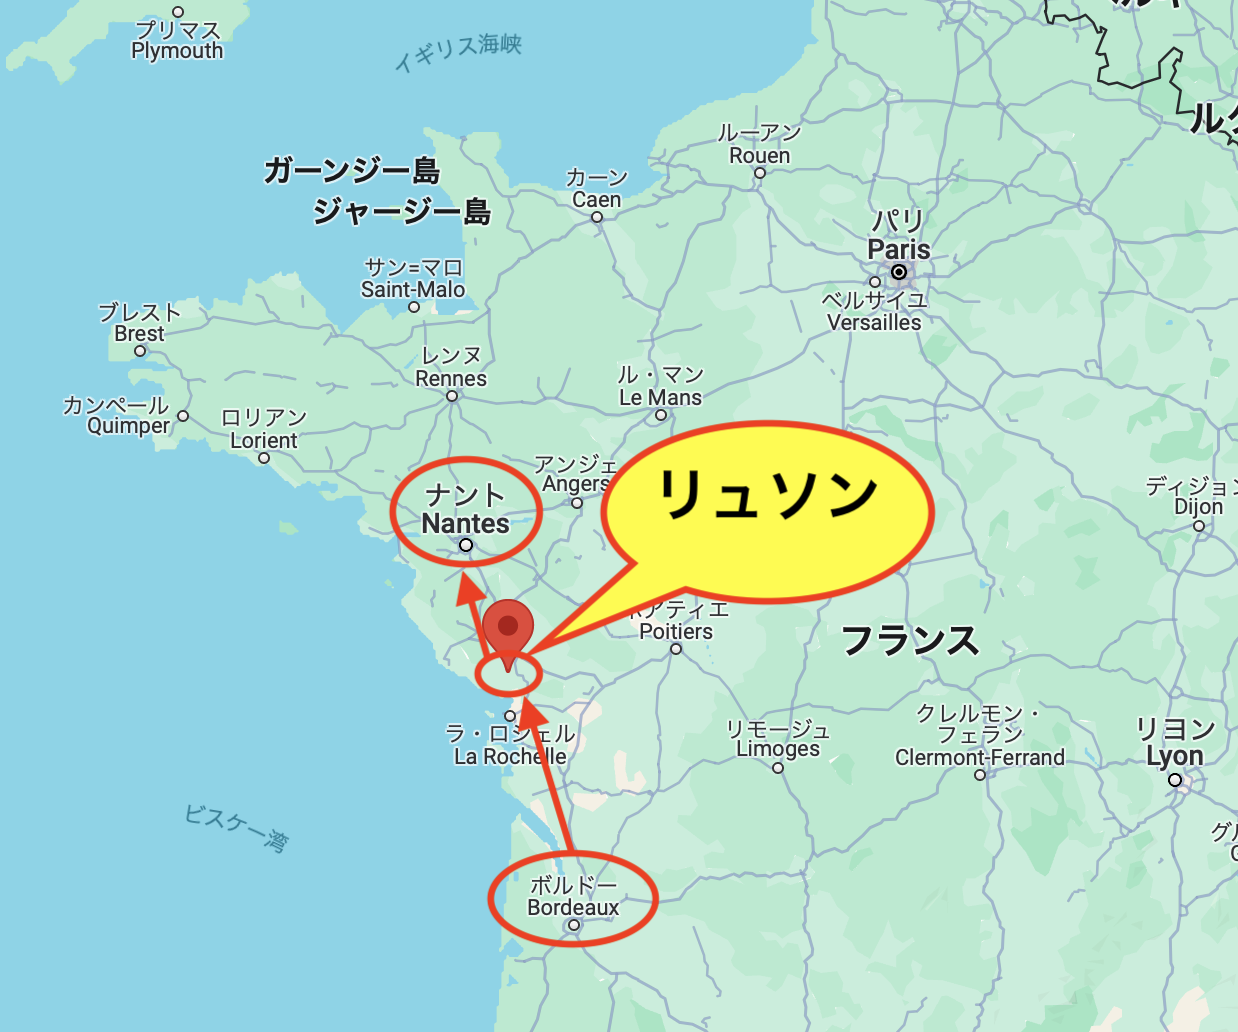 プリマス
Plymouth
イギリス海峡
ルーアン
Rouen
ガーンジー島
ジャージー島
カーン
Caen
パリ
Paris
サン=マロ
Saint-Malo
ベルサイユ
Versailles
ブレスト
Brest
レンヌ
Rennes
ル・マン
Le Mans
カンペール
Quimper
ロリアン
Lorient
アンジェ
Angers
ナント
Nantes
リュソン
ディジョン
Dijon
アティエ
Poitiers
フランス
ラ・ロシェル
La Rochelle
リモージュ
Limoges
クレルモン・
フェラン
Clermont-Ferrand
リヨン
Lyon
ビスケー湾
ボルドー
Bordeaux